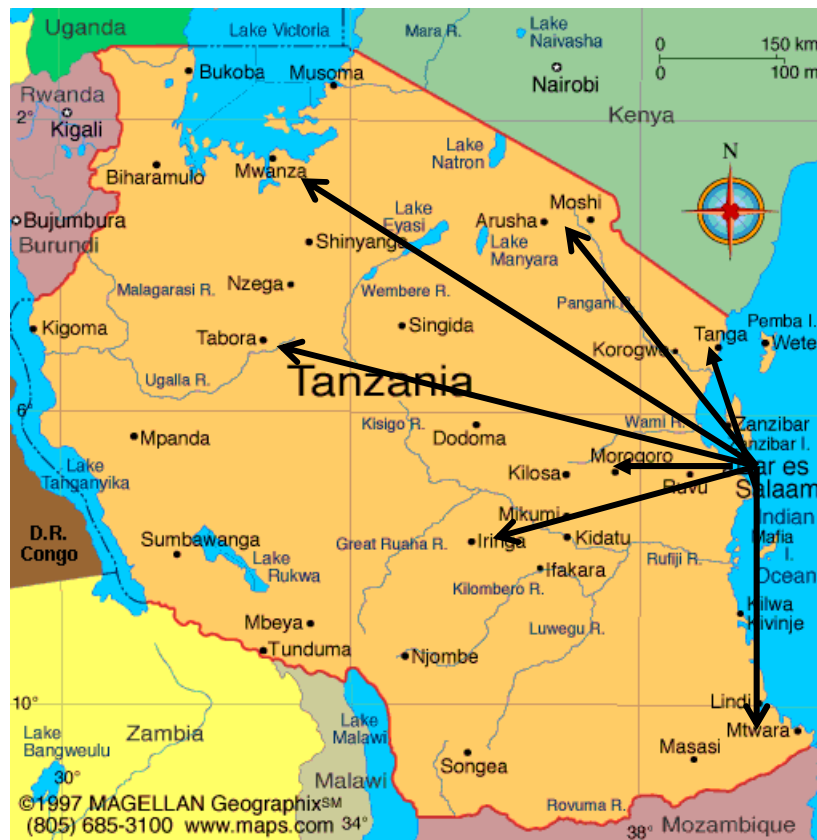 Uganda
Lake Victoria
Mara R.
Lake
Naivasha
0 150 km
0 100 m
Bukoba
Musoma
Nairobi
Rwanda
Kigali
Kenya
2°
Lake
Natron
N
Biharamulo
Mwanza
Bujumbura
Burundi
Lake
Eyasi
Arusha
Moshi
Shinyanga
Lake
Manyara
Malagarasi R.
Nzega
Wembere R.
Pangani R.
Kigoma
Tabora
Singida
Korogwe
Tanga
Pemba I.
Wete
Ugalla R.
Tanzania
6°
Kisigo R.
Wami R.
Zanzibar
Zanzibar I.
Mpanda
Dodoma
Morogoro
Kilosa
Ruvu
Dar es
Salaam
Lake
Tanganyika
Mikumi
Indian
D.R.
Congo
Sumbawanga
Great Ruaha R.
Iringa
Kidatu
Mafia
I.
Lake
Rukwa
Ifakara
Rufiji R.
Ocean
Kilombero R.
Kilwa
Kivinje
Mbeya
Luwegu R.
Tunduma
Njombe
10°
Lindi
Zambia
Lake
Malawi
Mtwara
Lake
Bangweulu
Songea
Masasi
30°
Malawi
©1997 MAGELLAN Geographix℠
(805) 685-3100 www.maps.com 34°
Rovuma R.
38°
Mozambique